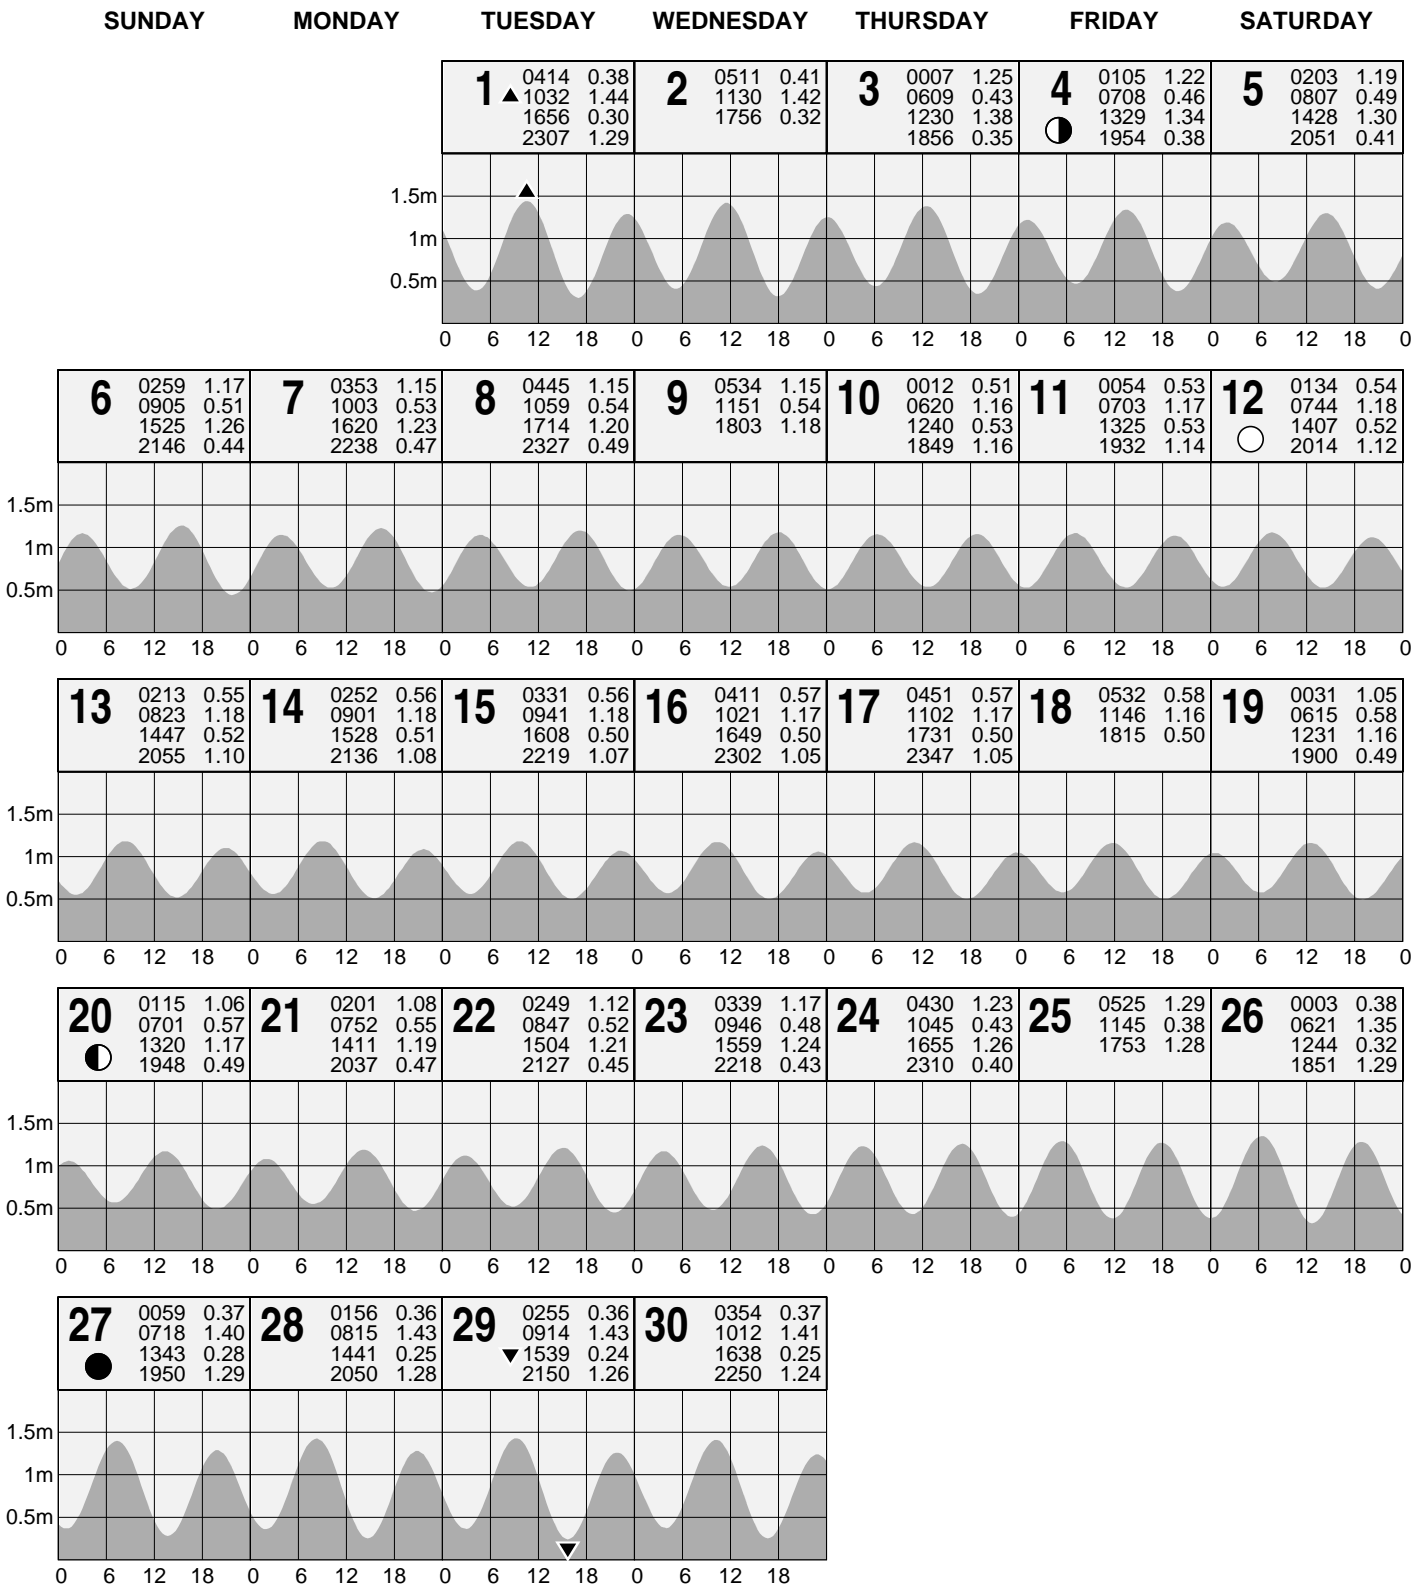 SUNDAY MONDAY TUESDAY WEDNESDAY THURSDAY FRIDAY SATURDAY
1 ▲ 0414 0.38
1032 1.44
1656 0.30
2307 1.29
2 0511 0.41
1130 1.42
1756 0.32
3 0007 1.25
0609 0.43
1230 1.38
1856 0.35
4 0105 1.22
0708 0.46
1329 1.34
1954 0.38
5 0203 1.19
0807 0.49
1428 1.30
2051 0.41
1.5m
1m
0.5m
0 6 12 18 0 6 12 18 0 6 12 18 0 6 12 18 0 6 12 18 0
6 0259 1.17
0905 0.51
1525 1.26
2146 0.44
7 0353 1.15
1003 0.53
1620 1.23
2238 0.47
8 0445 1.15
1059 0.54
1714 1.20
2327 0.49
9 0534 1.15
1151 0.54
1803 1.18
10 0012 0.51
0620 1.16
1240 0.53
1849 1.16
11 0054 0.53
0703 1.17
1325 0.53
1932 1.14
12 0134 0.54
0744 1.18
1407 0.52
2014 1.12
1.5m
1m
0.5m
0 6 12 18 0 6 12 18 0 6 12 18 0 6 12 18 0 6 12 18 0 6 12 18 0 6 12 18 0
13 0213 0.55
0823 1.18
1447 0.52
2055 1.10
14 0252 0.56
0901 1.18
1528 0.51
2136 1.08
15 0331 0.56
0941 1.18
1608 0.50
2219 1.07
16 0411 0.57
1021 1.17
1649 0.50
2302 1.05
17 0451 0.57
1102 1.17
1731 0.50
2347 1.05
18 0532 0.58
1146 1.16
1815 0.50
19 0031 1.05
0615 0.58
1231 1.16
1900 0.49
1.5m
1m
0.5m
0 6 12 18 0 6 12 18 0 6 12 18 0 6 12 18 0 6 12 18 0 6 12 18 0 6 12 18 0
20 0115 1.06
0701 0.57
1320 1.17
1948 0.49
21 0201 1.08
0752 0.55
1411 1.19
2037 0.47
22 0249 1.12
0847 0.52
1504 1.21
2127 0.45
23 0339 1.17
0946 0.48
1559 1.24
2218 0.43
24 0430 1.23
1045 0.43
1655 1.26
2310 0.40
25 0525 1.29
1145 0.38
1753 1.28
26 0003 0.38
0621 1.35
1244 0.32
1851 1.29
1.5m
1m
0.5m
0 6 12 18 0 6 12 18 0 6 12 18 0 6 12 18 0 6 12 18 0 6 12 18 0 6 12 18 0
27 0059 0.37
0718 1.40
1343 0.28
1950 1.29
28 0156 0.36
0815 1.43
1441 0.25
2050 1.28
29 0255 0.36
0914 1.43
▼ 1539 0.24
2150 1.26
30 0354 0.37
1012 1.41
1638 0.25
2250 1.24
1.5m
1m
0.5m
0 6 12 18 0 6 12 18 0 6 12 18 0 6 12 18